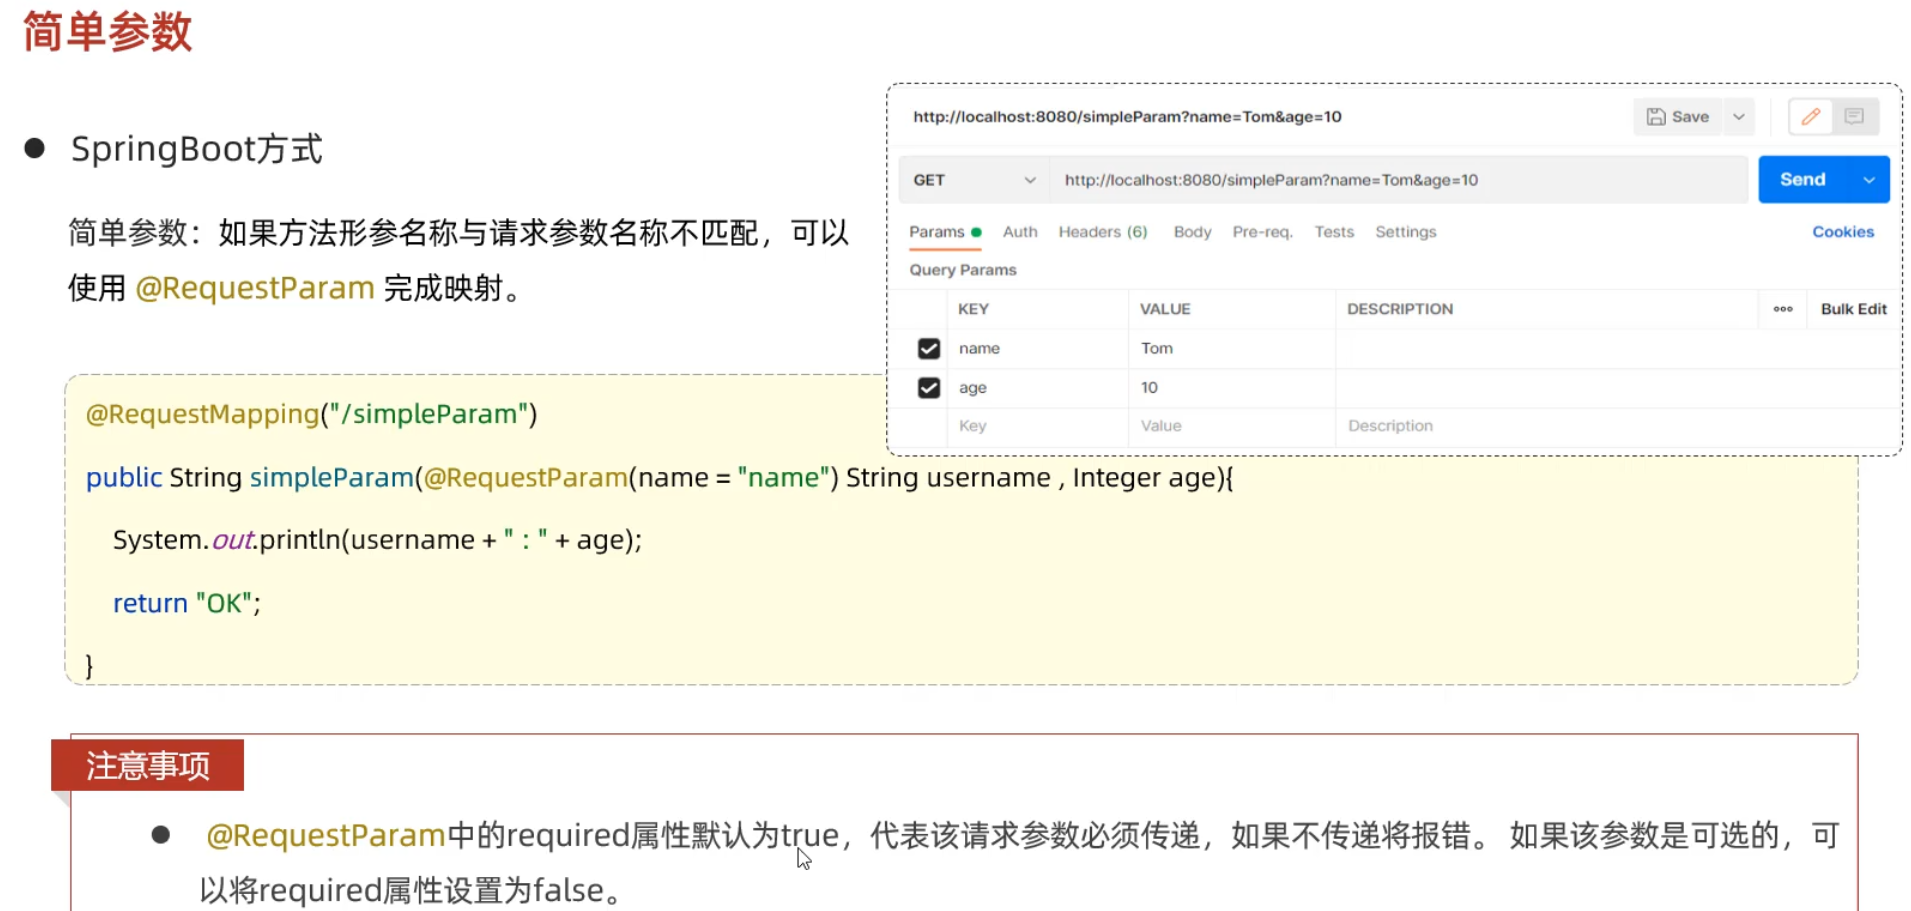 简单参数
SpringBoot方式
简单参数：如果方法形参名称与请求参数名称不匹配，可以
使用 @RequestParam 完成映射。
http://localhost:8080/simpleParam?name=Tom&age=10
Save
GET
http://localhost:8080/simpleParam?name=Tom&age=10
Send
Params Auth Headers (6) Body Pre-req. Tests Settings Cookies
Query Params
KEY VALUE DESCRIPTION ooo Bulk Edit
name Tom
age 10
Key Value Description
@RequestMapping("/simpleParam")
public String simpleParam(@RequestParam(name = "name") String username , Integer age){
System.out.println(username + " : " + age);
return "OK";
}
注意事项
@RequestParam中的required属性默认为true，代表该请求参数必须传递，如果不传递将报错。 如果该参数是可选的，可
以将required属性设置为false。